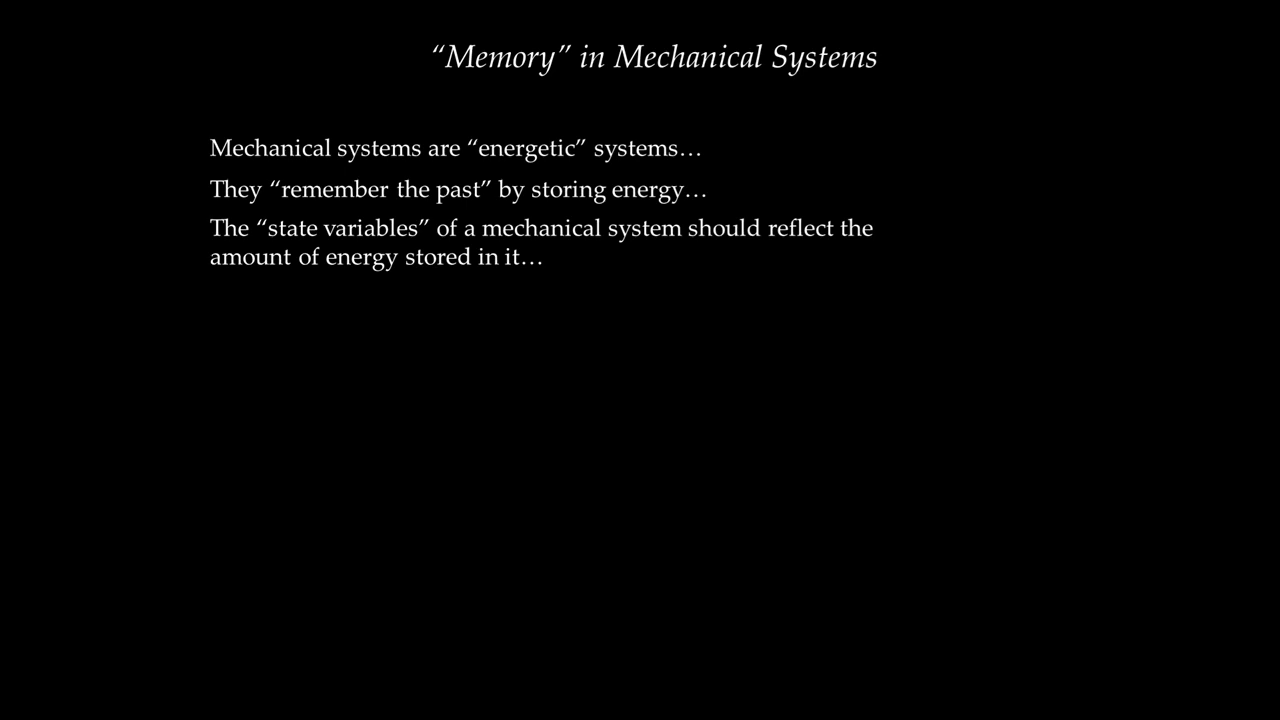 “Memory” in Mechanical Systems
Mechanical systems are “energetic” systems…
They “remember the past” by storing energy…
The “state variables” of a mechanical system should reflect the
amount of energy stored in it…